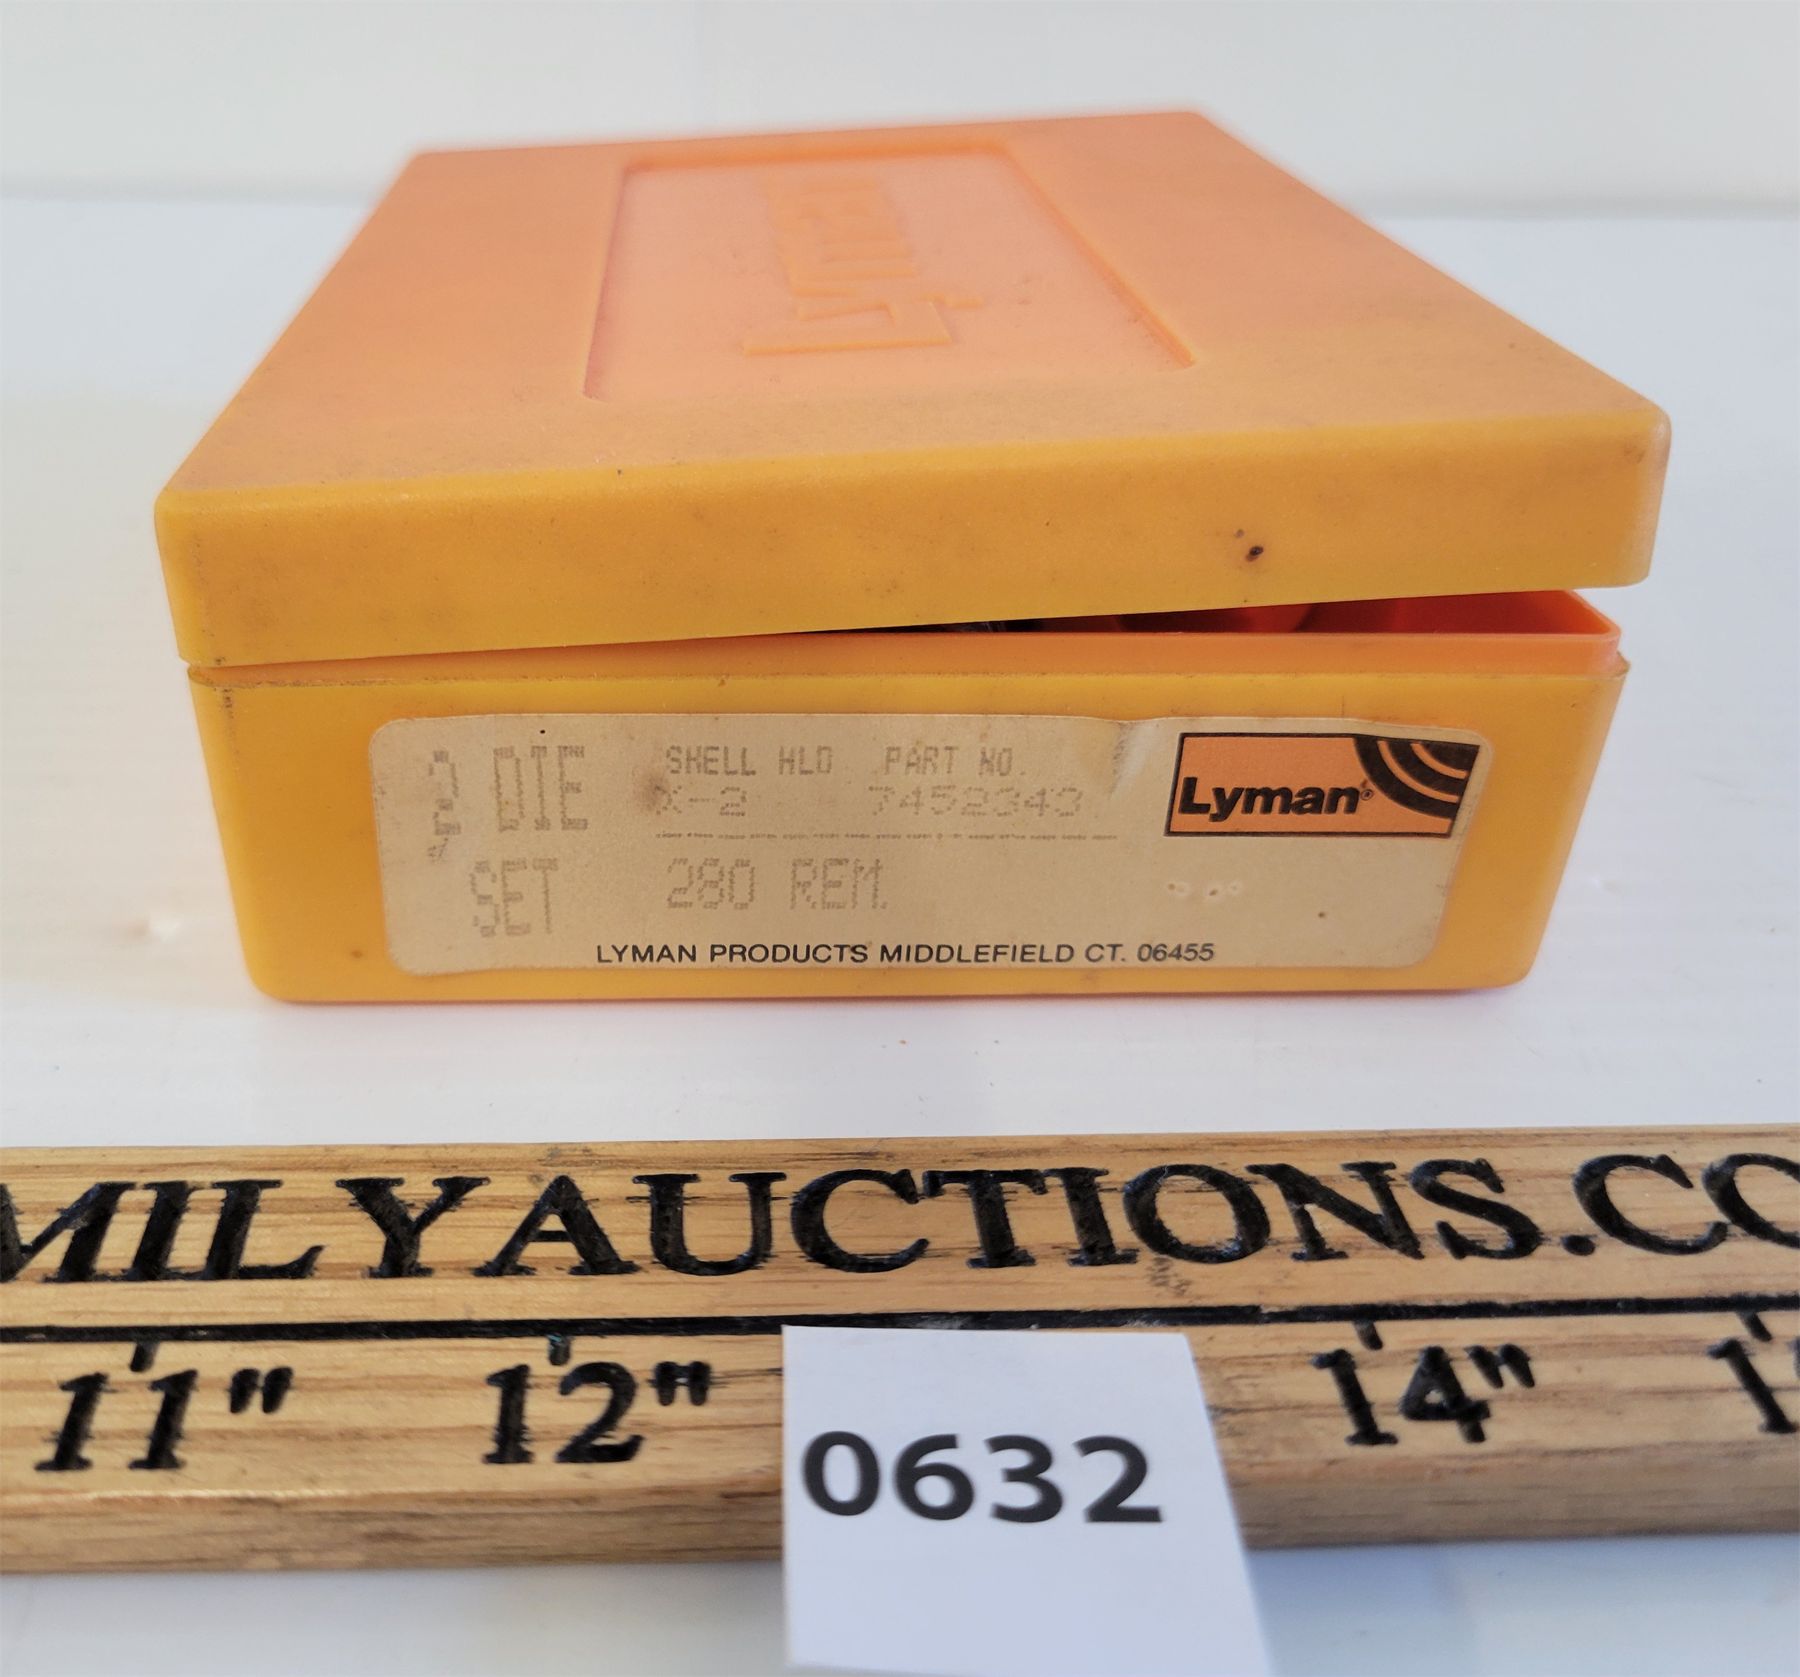 Lyman
2 DIE SHELL HLD PART NO.
X-2 7452343
SET 280 REM.
Lyman®
LYMAN PRODUCTS MIDDLEFIELD CT. 06455
MILYAUCTIONS.CO
11" 12" 14" 1
0632